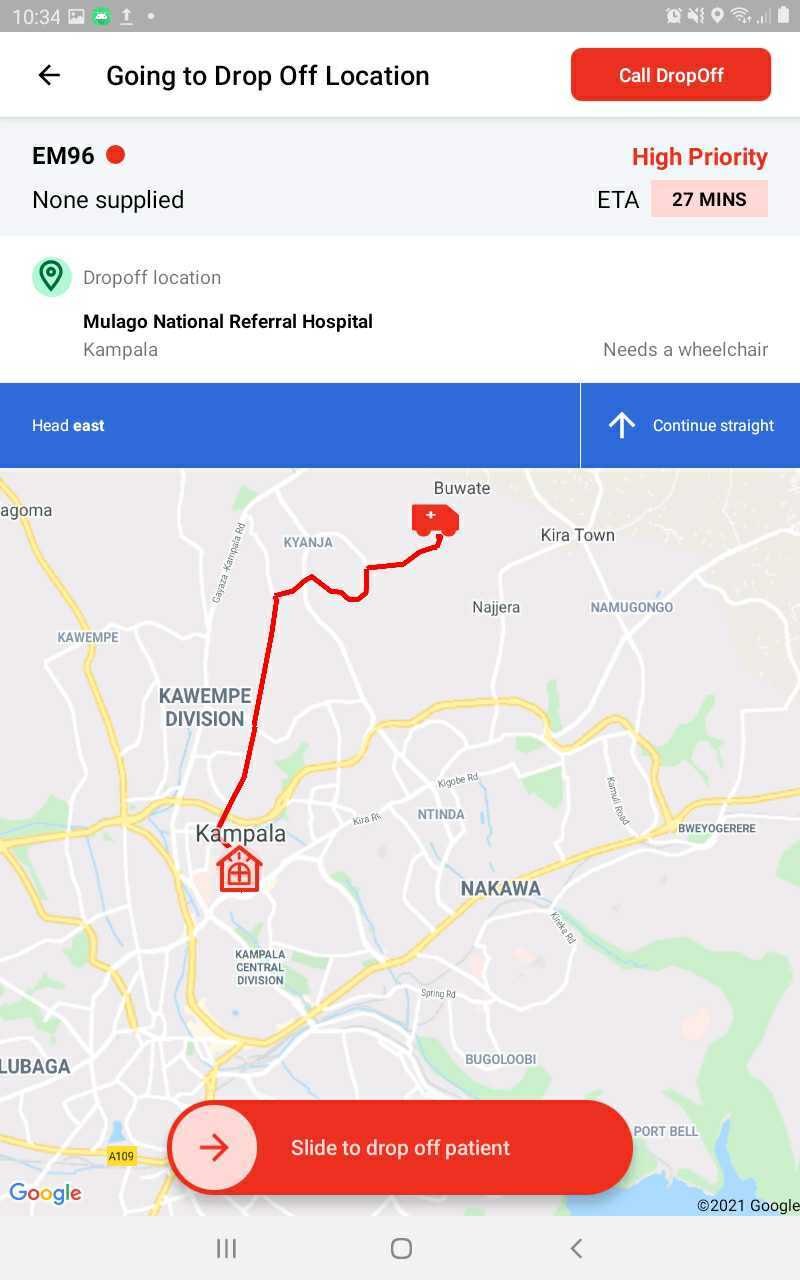 10:34
Going to Drop Off Location
Call DropOff
EM96
High Priority
None supplied
ETA 27 MINS
Dropoff location
Mulago National Referral Hospital
Kampala
Needs a wheelchair
Head east
Continue straight
Buwate
agoma
Kira Town
KYANJA
Gayaza-Kampala Rd
Najjera
NAMUGONGO
KAWEMPE
KAWEMPE
DIVISION
Kigobe Rd
Kamuli Road
NTINDA
Kira Rd
BWEYOGERERE
Kampala
NAKAWA
Kireka Rd
KAMPALA
CENTRAL
DIVISION
Spring Rd
BUGOLOOBI
LUBAGA
PORT BELL
Slide to drop off patient
A109
Google
©2021 Google